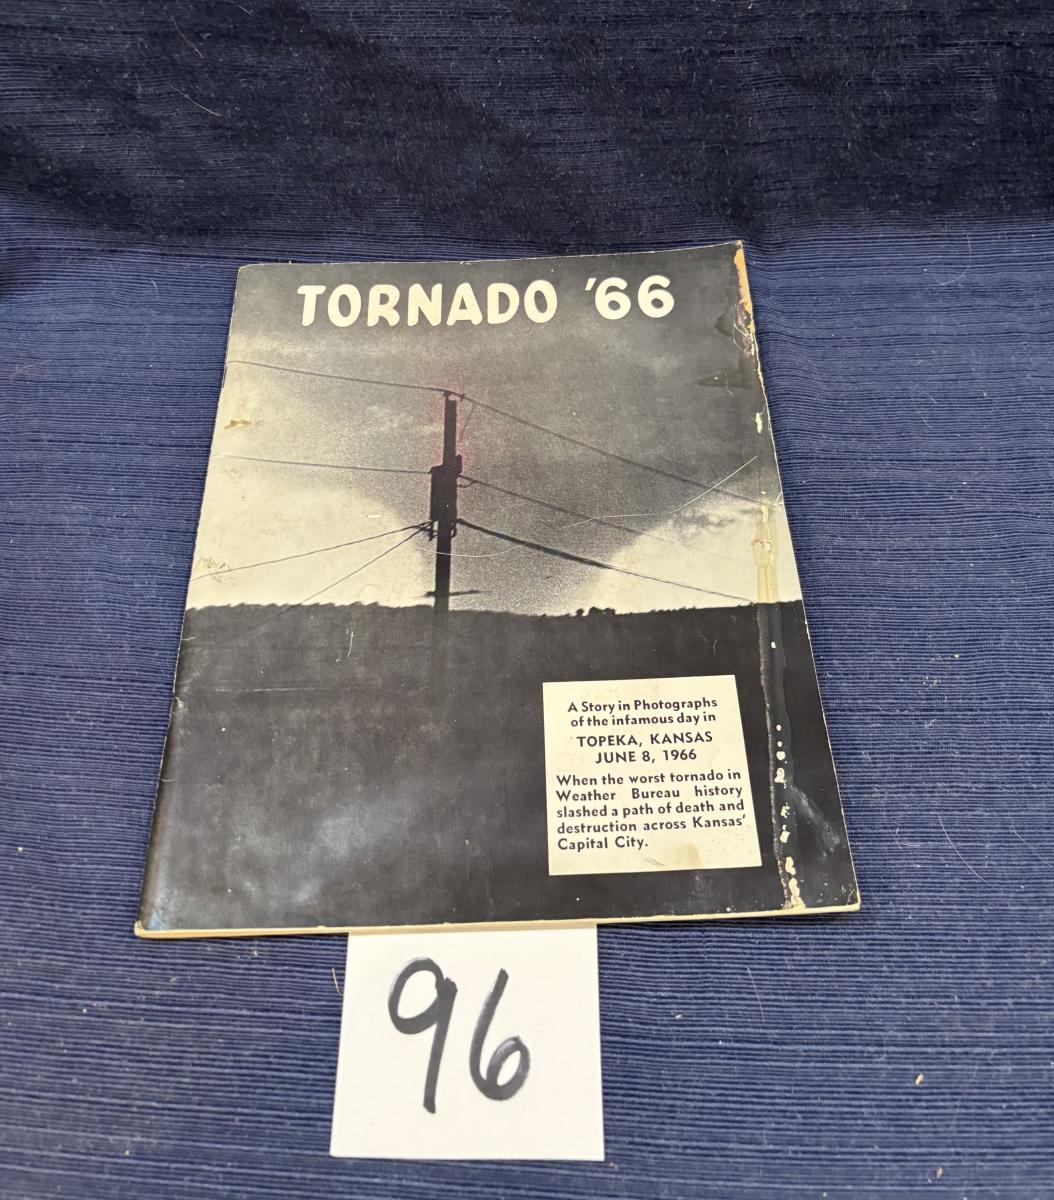 TORNADO '66
A Story in Photographs
of the infamous day in
TOPEKA, KANSAS
JUNE 8, 1966
When the worst tornado in
Weather Bureau history
slashed a path of death and
destruction across Kansas'
Capital City.
96